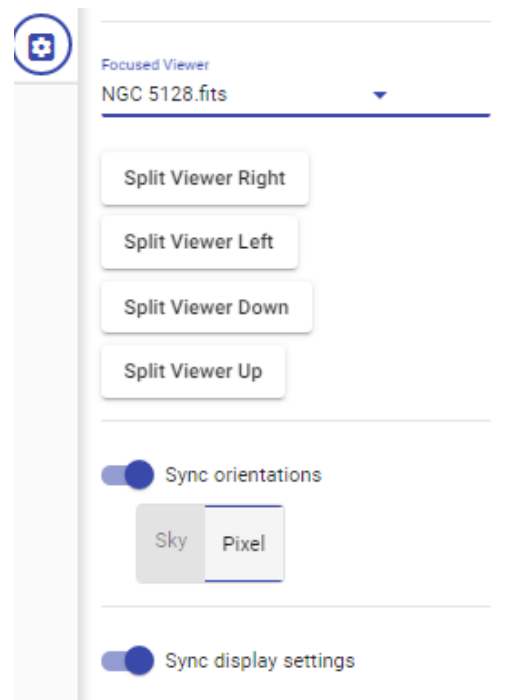 Focused Viewer
NGC 5128.fits
Split Viewer Right
Split Viewer Left
Split Viewer Down
Split Viewer Up
Sync orientations
Sky Pixel
Sync display settings